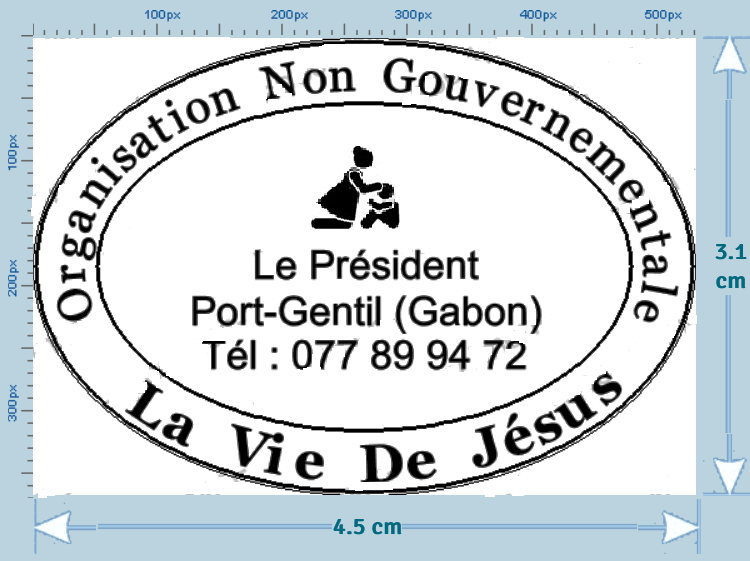 100px 200px 300px 400px 500px
100px
200px
300px
Organisation Non Gouvernementale
Le Président
Port-Gentil (Gabon)
Tél : 077 89 94 72
La Vie De Jésus
3.1
cm
4.5 cm